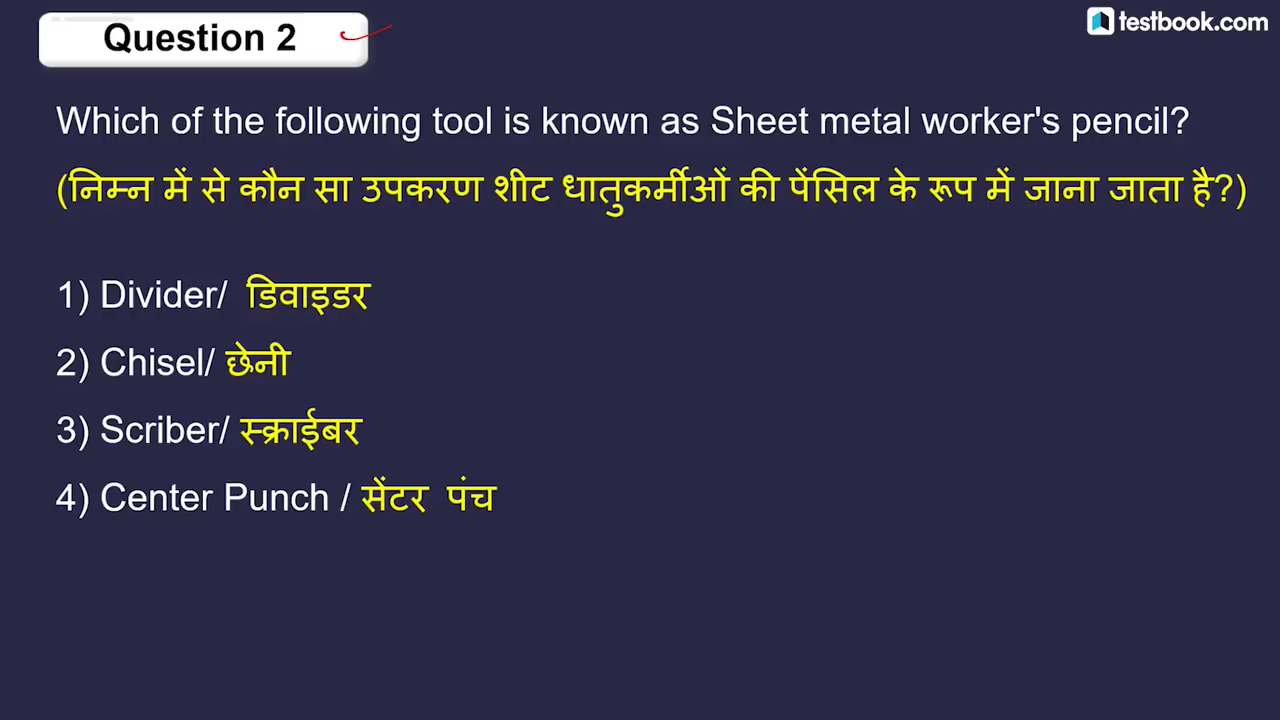 Question 2
testbook.com
Which of the following tool is known as Sheet metal worker's pencil?
(निम्न में से कौन सा उपकरण शीट धातुकर्मीओं की पेंसिल के रूप में जाना जाता है?)
1) Divider/ डिवाइडर
2) Chisel/ छेनी
3) Scriber/ स्क्राईबर
4) Center Punch / सेंटर पंच